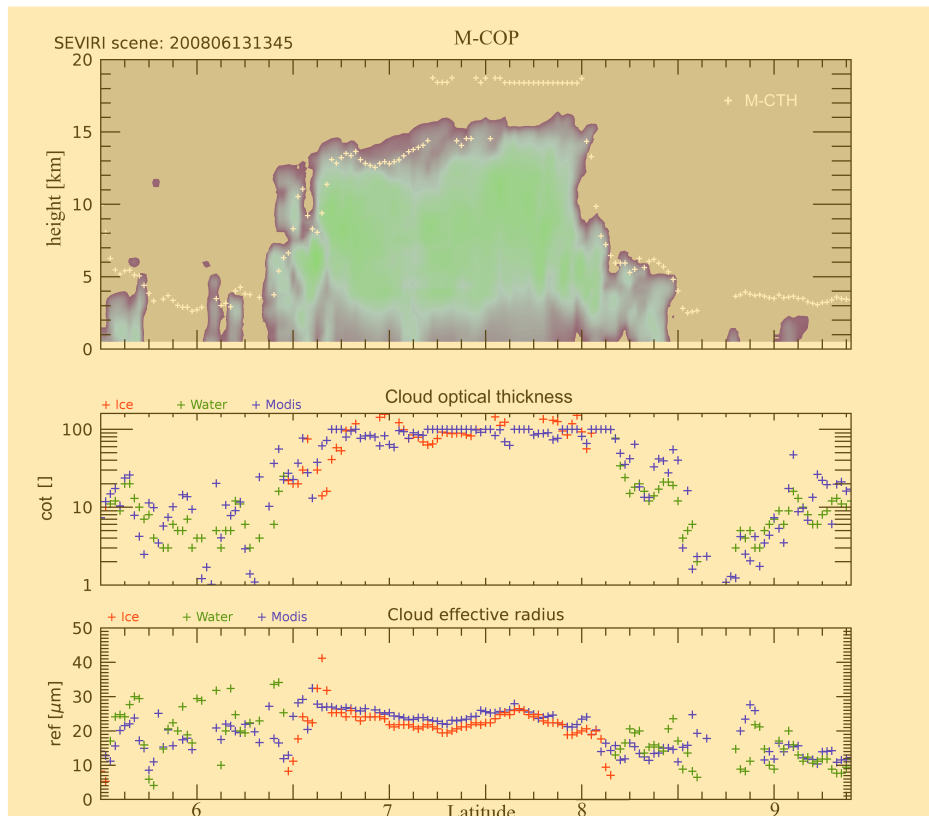 M-COP
SEVIRI scene: 200806131345
20
15
10
5
0
height [km]
+ M-CTH
Cloud optical thickness
+ Ice + Water + Modis
100
10
1
cot []
Cloud effective radius
+ Ice + Water + Modis
50
40
30
20
10
0
ref [μm]
6 7 8 9
Latitude